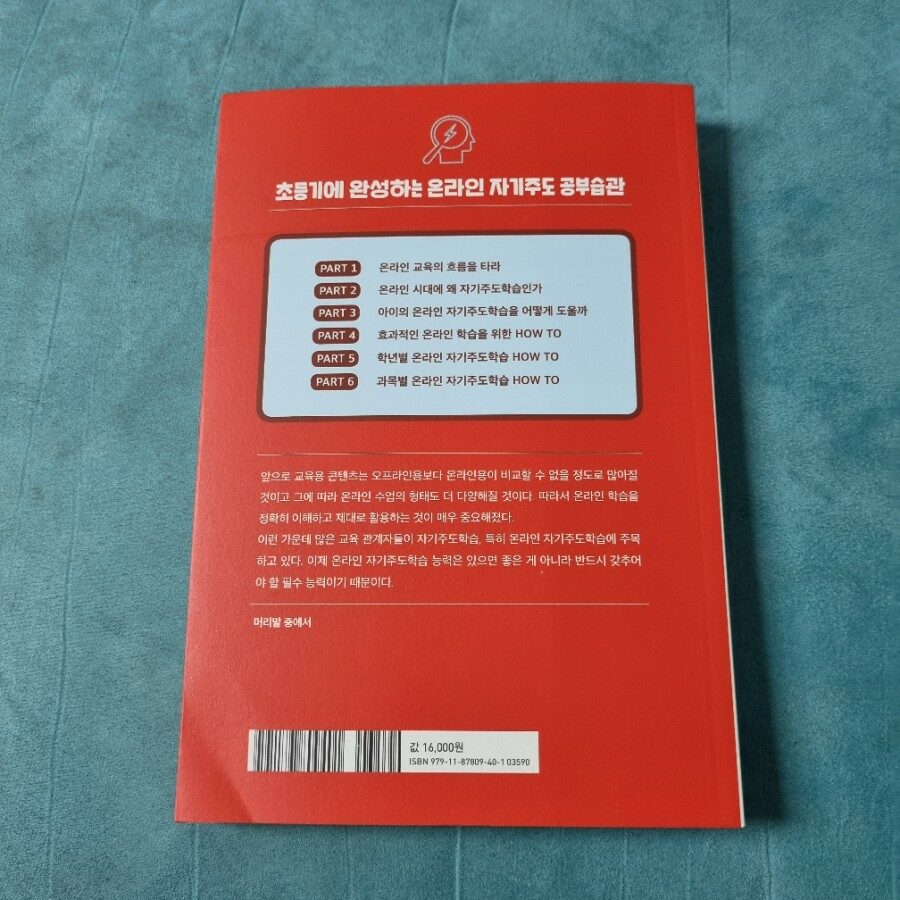 초등기에 완성하는 온라인 자기주도 공부습관
PART 1 온라인 교육의 흐름을 타라
PART 2 온라인 시대에 왜 자기주도학습인가
PART 3 아이의 온라인 자기주도학습을 어떻게 도울까
PART 4 효과적인 온라인 학습을 위한 HOW TO
PART 5 학년별 온라인 자기주도학습 HOW TO
PART 6 과목별 온라인 자기주도학습 HOW TO
앞으로 교육용 콘텐츠는 오프라인용보다 온라인용이 비교할 수 없을 정도로 많아질
것이고 그에 따라 온라인 수업의 형태도 더 다양해질 것이다. 따라서 온라인 학습을
정확히 이해하고 제대로 활용하는 것이 매우 중요해졌다.
이런 가운데 많은 교육 관계자들이 자기주도학습, 특히 온라인 자기주도학습에 주목
하고 있다. 이제 온라인 자기주도학습 능력은 있으면 좋은 게 아니라 반드시 갖추어
야 할 필수 능력이기 때문이다.
머리말 중에서
값 16,000원
ISBN 979-11-87809-40-1 03590